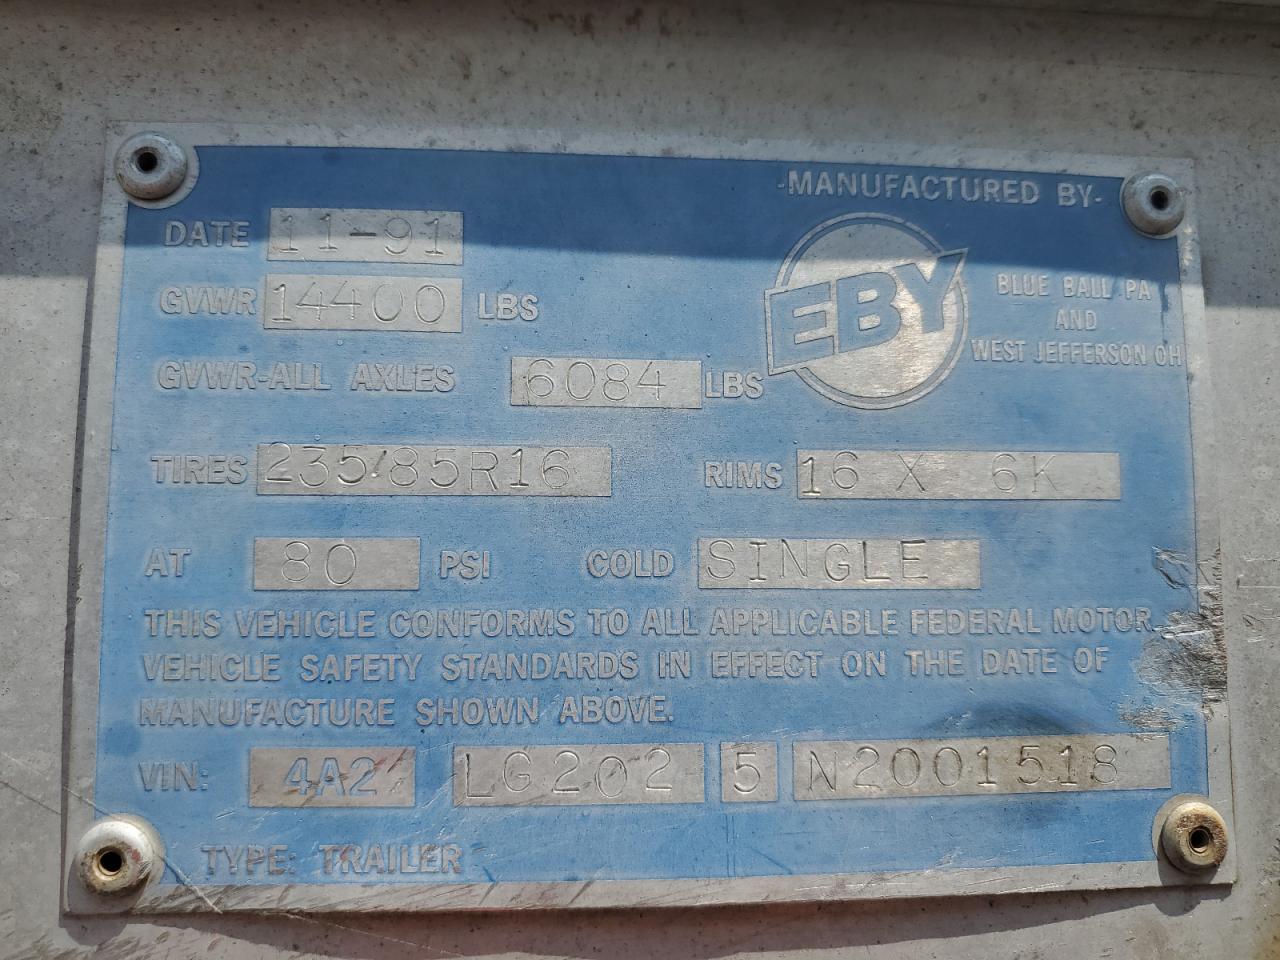 -MANUFACTURED BY-
DATE 11-91
EBY
BLUE BALL PA
AND
WEST JEFFERSON OH
GVWR 14400 LBS
GVWR-ALL AXLES 6084 LBS
TIRES 235/85R16 RIMS 16 X 6K
AT 80 PSI COLD SINGLE
THIS VEHICLE CONFORMS TO ALL APPLICABLE FEDERAL MOTOR
VEHICLE SAFETY STANDARDS IN EFFECT ON THE DATE OF
MANUFACTURE SHOWN ABOVE.
VIN: 4A2 LG202 5 N2001518
TYPE: TRAILER